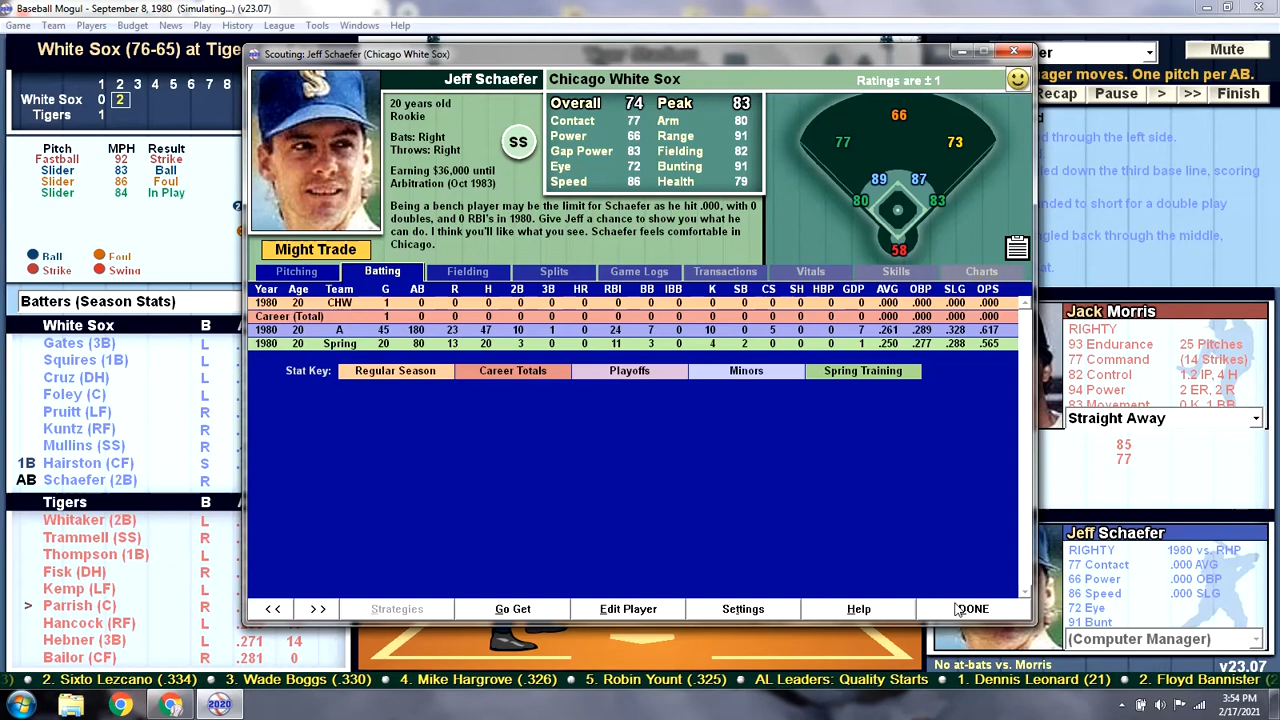 Baseball Mogul - September 8, 1980 (Simulating...) (v23.07)
Game Team Players Budget News Play History League Tools Windows Help
White Sox (76-65) at Tige
1 2 3 4 5 6 7 8
White Sox 0 2
Tigers 1
Pitch MPH Result
Fastball 92 Strike
Slider 83 Ball
Slider 86 Foul
Slider 84 In Play
Ball Foul
Strike Swing
Batters (Season Stats)
White Sox B
Gates (3B) L
Squires (1B) L
Cruz (DH) L
Foley (C) L
Pruitt (LF) R
Kuntz (RF) R
Mullins (SS) R
1B Hairston (CF) S
AB Schaefer (2B) R
Tigers B
Whitaker (2B) L
Trammell (SS) R
Thompson (1B) L
Fisk (DH) R
Kemp (LF) L
> Parrish (C) R
Hancock (RF) L
Hebner (3B) L .271 14
Bailor (CF) R .281 0
Scouting: Jeff Schaefer (Chicago White Sox)
Jeff Schaefer
Chicago White Sox
Ratings are ± 1
20 years old
Rookie
Bats: Right
Throws: Right
Earning $36,000 until
Arbitration (Oct 1983)
SS
Overall 74 Peak 83
Contact 77 Arm 80
Power 66 Range 91
Gap Power 83 Fielding 82
Eye 72 Bunting 91
Speed 86 Health 79
66
77 73
89 87
80 83
58
Being a bench player may be the limit for Schaefer as he hit .000, with 0
doubles, and 0 RBI's in 1980. Give Jeff a chance to show you what he
can do. I think you'll like what you see. Schaefer feels comfortable in
Chicago.
Might Trade
Pitching Batting Fielding Splits Game Logs Transactions Vitals Skills Charts
Year Age Team G AB R H 2B 3B HR RBI BB IBB K SB CS SH HBP GDP AVG OBP SLG OPS
1980 20 CHW 1 0 0 0 0 0 0 0 0 0 0 0 0 0 0 0 .000 .000 .000 .000
Career (Total) 1 0 0 0 0 0 0 0 0 0 0 0 0 0 0 0 .000 .000 .000 .000
1980 20 A 45 180 23 47 10 1 0 24 7 0 10 0 5 0 0 7 .261 .289 .328 .617
1980 20 Spring 20 80 13 20 3 0 0 11 3 0 4 2 0 0 0 1 .250 .277 .288 .565
Stat Key: Regular Season Career Totals Playoffs Minors Spring Training
<< >> Strategies Go Get Edit Player Settings Help DONE
er
Mute
ager moves. One pitch per AB.
Recap Pause > >> Finish
d through the left side.
ed down the third base line, scoring
unded to short for a double play
ngled back through the middle,
at.
Jack Morris
RIGHTY
93 Endurance 25 Pitches
77 Command (14 Strikes)
82 Control 1.2 IP, 4 H
94 Power 2 ER, 2 R
83 Movement 0 K, 1 BB
Straight Away
85
77
Jeff Schaefer
RIGHTY 1980 vs. RHP
77 Contact .000 AVG
66 Power .000 OBP
86 Speed .000 SLG
72 Eye
91 Bunt
(Computer Manager)
No at-bats vs. Morris v23.07
) 2. Sixto Lezcano (.334) 3. Wade Boggs (.330) 4. Mike Hargrove (.326) 5. Robin Yount (.325) AL Leaders: Quality Starts 1. Dennis Leonard (21) 2. Floyd Bannister (
2020
3:54 PM
2/17/2021